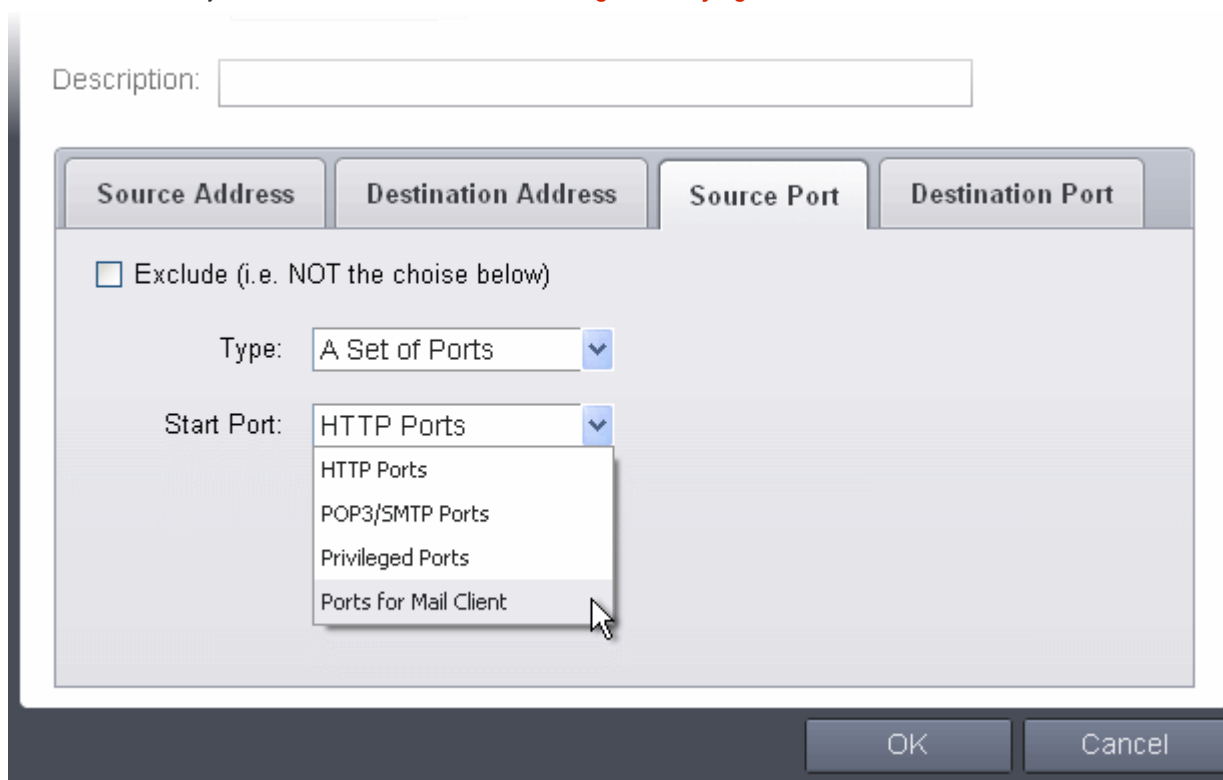 Description:
Source Address Destination Address Source Port Destination Port
Exclude (i.e. NOT the choise below)
Type: A Set of Ports
Start Port: HTTP Ports
HTTP Ports
POP3/SMTP Ports
Privileged Ports
Ports for Mail Client
OK Cancel